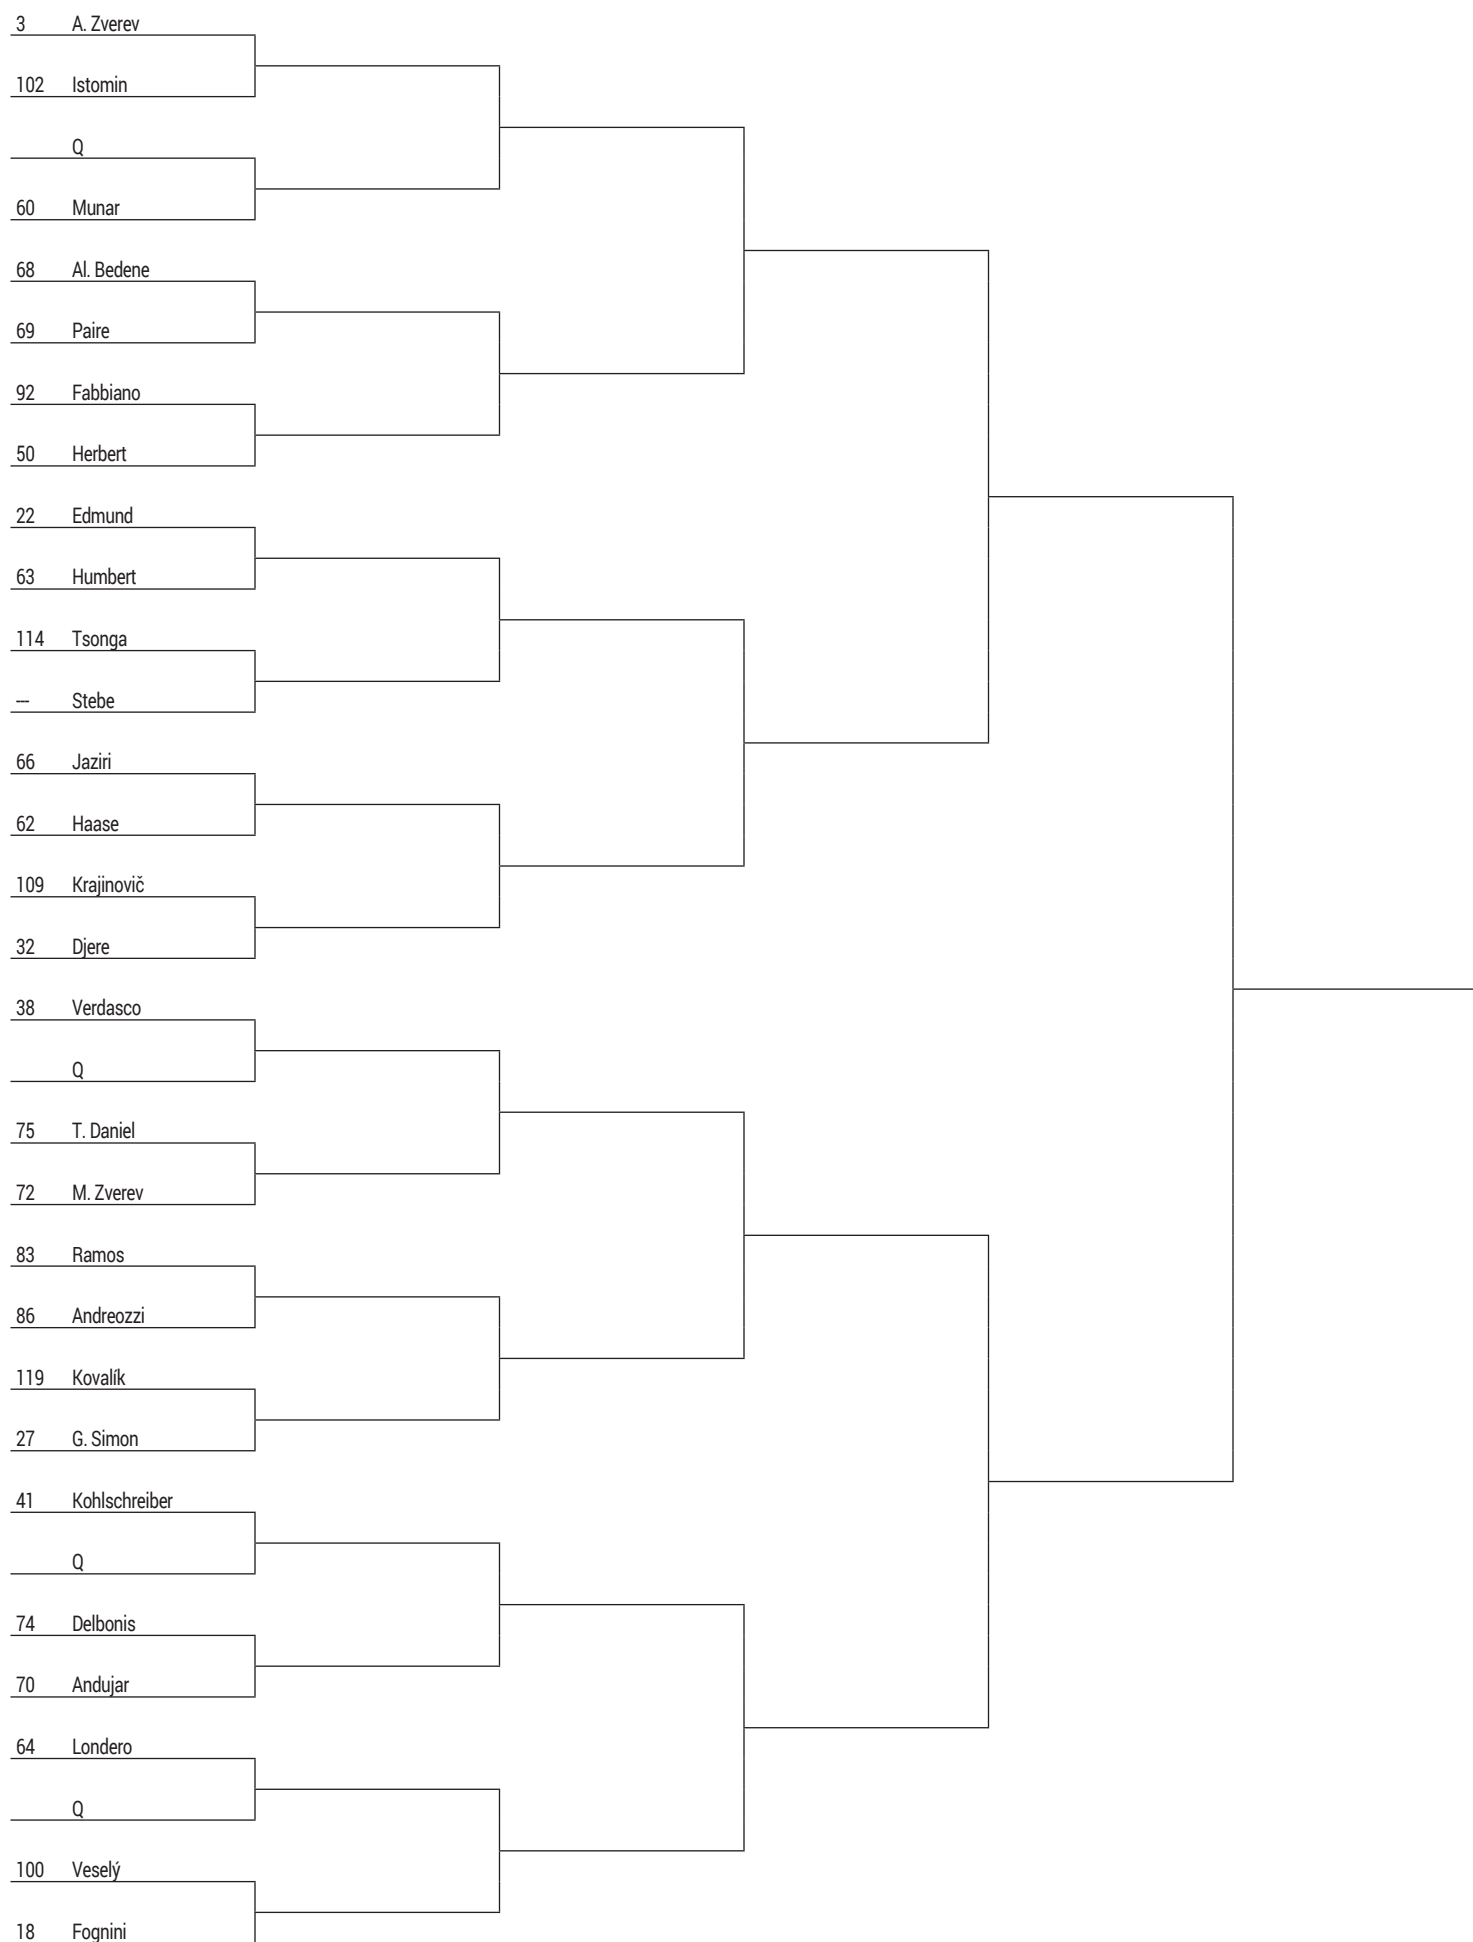 3 A. Zverev
102 Istomin
Q
60 Munar
68 Al. Bedene
69 Paire
92 Fabbiano
50 Herbert
22 Edmund
63 Humbert
114 Tsonga
--- Stebe
66 Jaziri
62 Haase
109 Krajinovič
32 Djere
38 Verdasco
Q
75 T. Daniel
72 M. Zverev
83 Ramos
86 Andreozzi
119 Kovalík
27 G. Simon
41 Kohlschreiber
Q
74 Delbonis
70 Andujar
64 Londero
Q
100 Veselý
18 Fognini